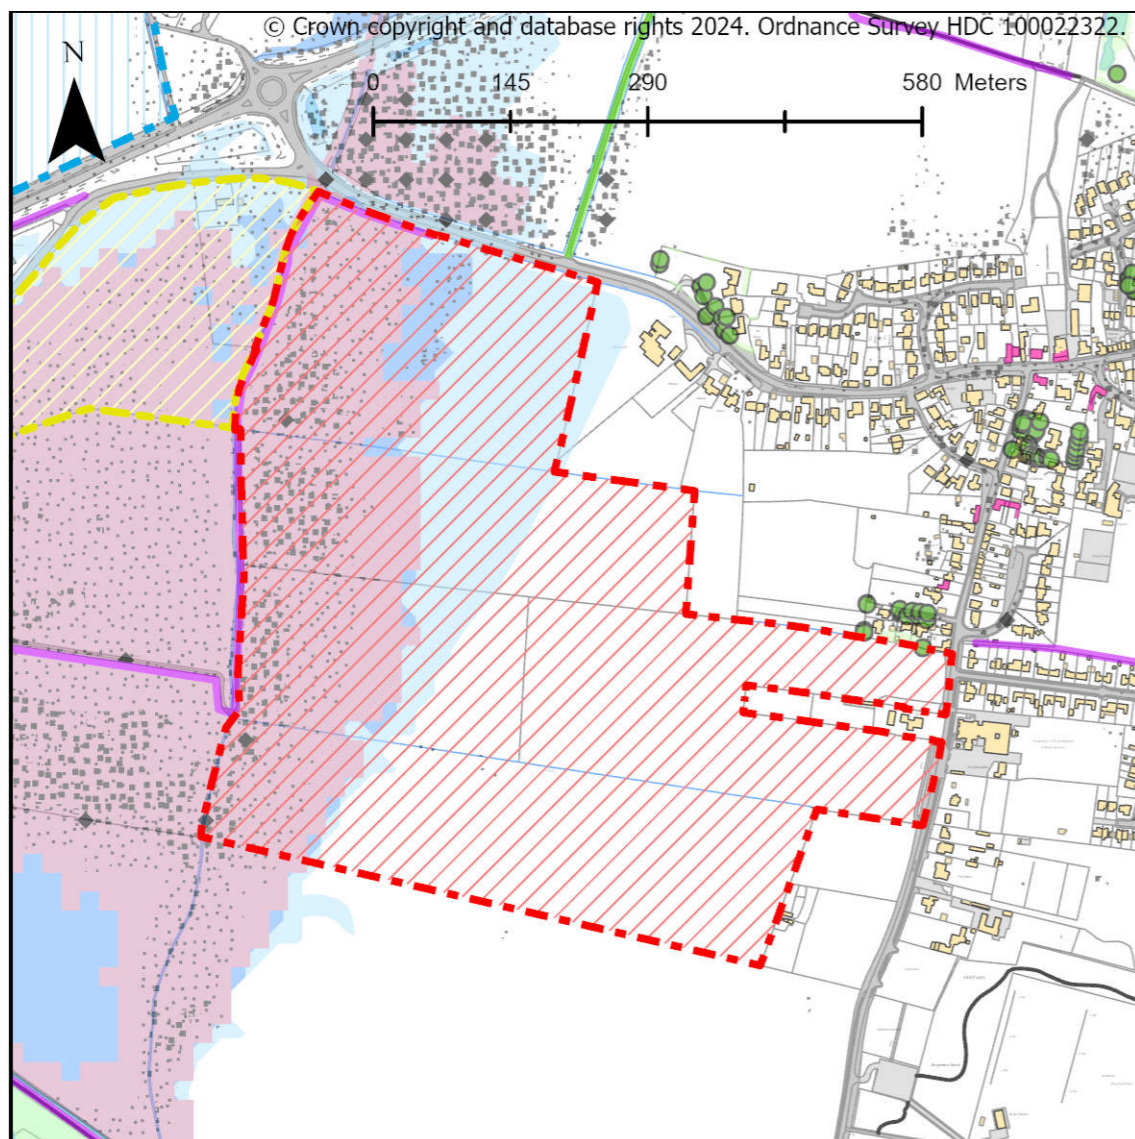 © Crown copyright and database rights 2024. Ordnance Survey HDC 100022322.
N
0 145 290 580 Meters